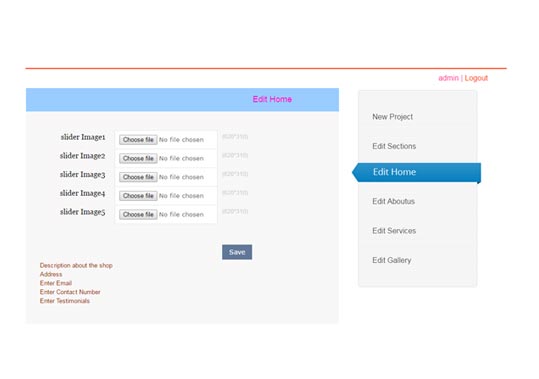 admin | Logout
Edit Home
slider Image1 Choose file No file chosen (620*310)
slider Image2 Choose file No file chosen (620*310)
slider Image3 Choose file No file chosen (620*310)
slider Image4 Choose file No file chosen (620*310)
slider Image5 Choose file No file chosen (620*310)
Save
Description about the shop
Address
Enter Email
Enter Contact Number
Enter Testimonials
New Project
Edit Sections
Edit Home
Edit Aboutus
Edit Services
Edit Gallery